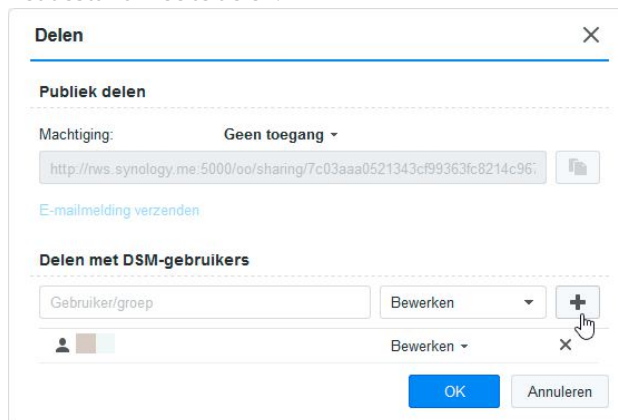 Delen
Publiek delen
Machtiging: Geen toegang
http://rws.synology.me:5000/oo/sharing/7c03aaa0521343cf99363fc8214c967
E-mailmelding verzenden
Delen met DSM-gebruikers
Gebruiker/groep Bewerken
Bewerken
OK Annuleren